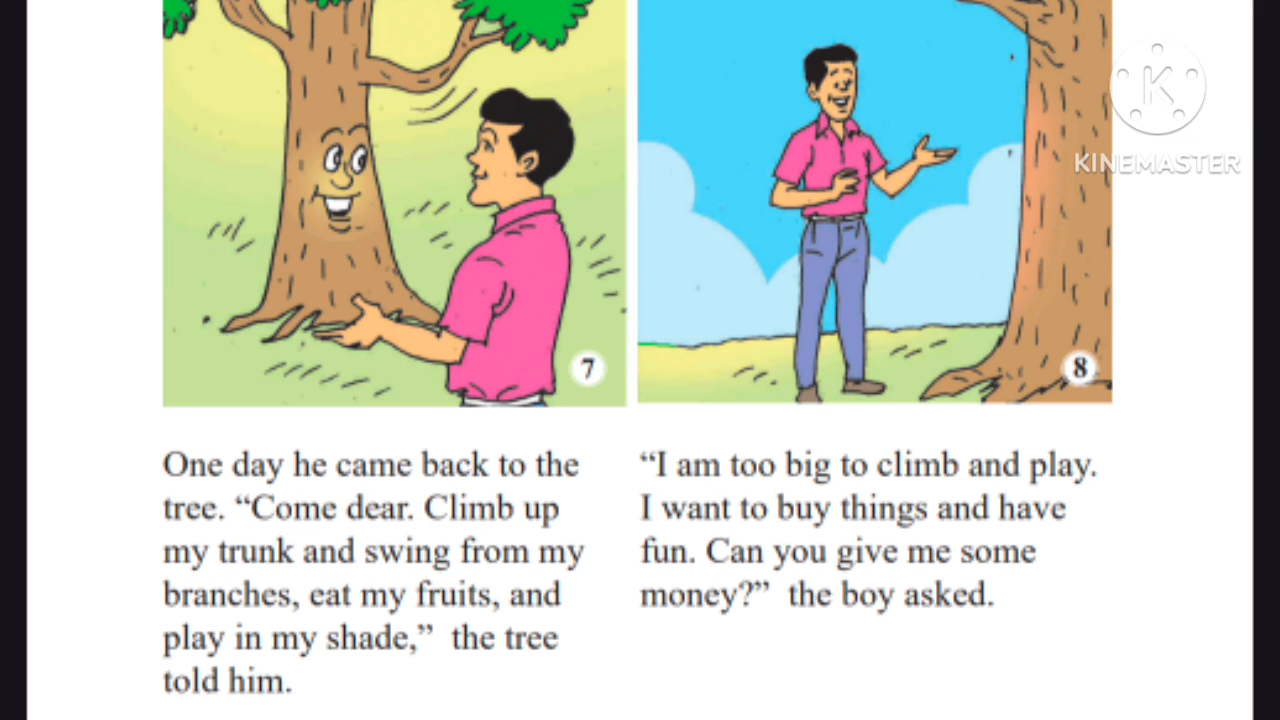 K
KINEMASTER
7
8
One day he came back to the
tree. “Come dear. Climb up
my trunk and swing from my
branches, eat my fruits, and
play in my shade,”  the tree
told him.
“I am too big to climb and play.
I want to buy things and have
fun. Can you give me some
money?”  the boy asked.